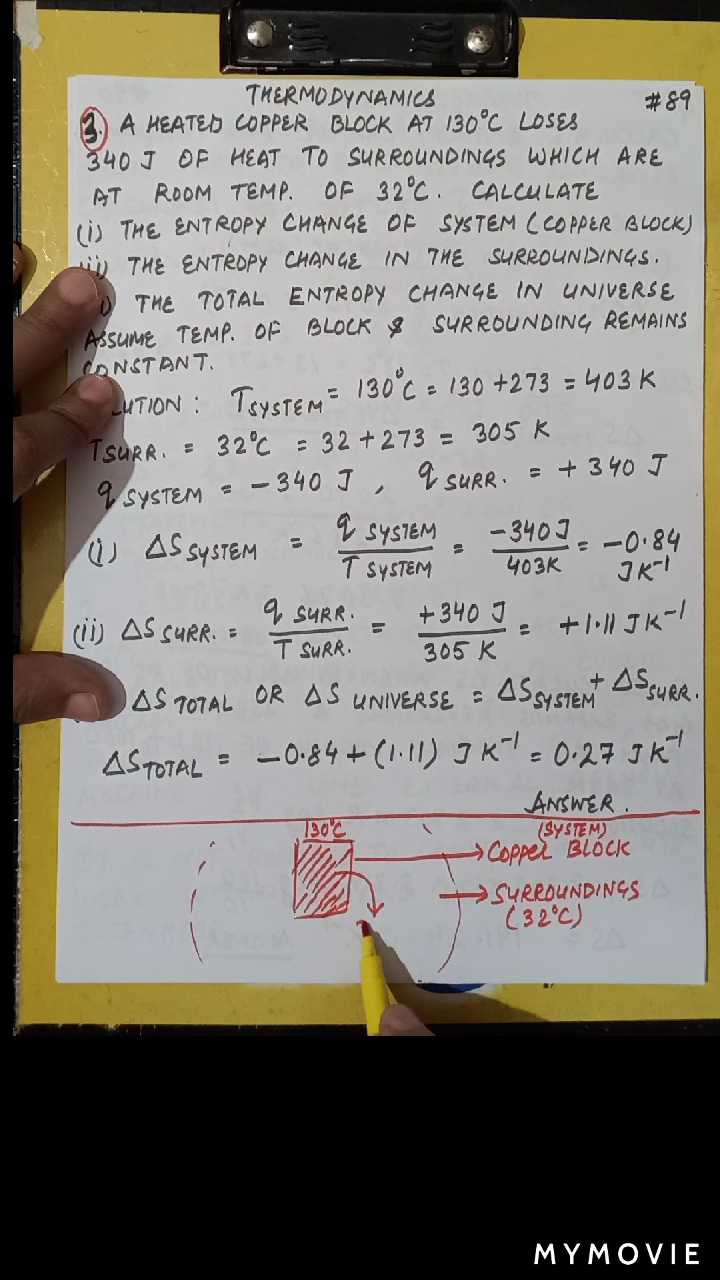 THERMODYNAMICS #89
3. A HEATED COPPER BLOCK AT 130°C LOSES
340 J OF HEAT TO SURROUNDINGS WHICH ARE
AT ROOM TEMP. OF 32°C. CALCULATE
(i) THE ENTROPY CHANGE OF SYSTEM (COPPER BLOCK)
ii) THE ENTROPY CHANGE IN THE SURROUNDINGS.
) THE TOTAL ENTROPY CHANGE IN UNIVERSE
ASSUME TEMP. OF BLOCK & SURROUNDING REMAINS
CONSTANT.
LUTION : T SYSTEM = 130°C = 130 + 273 = 403 K
T SURR. = 32°C = 32 + 273 = 305 K
q SYSTEM = - 340 J , q SURR. = + 340 J
(i) ΔS SYSTEM = q SYSTEM / T SYSTEM = -340 J / 403K = -0.84 JK⁻¹
(ii) ΔS SURR. = q SURR. / T SURR. = +340 J / 305 K = +1.11 JK⁻¹
ΔS TOTAL OR ΔS UNIVERSE = ΔS SYSTEM + ΔS SURR.
ΔS TOTAL = -0.84 + (1.11) J K⁻¹ = 0.27 J K⁻¹
ANSWER.
130°C (SYSTEM)
COPPER BLOCK
SURROUNDINGS
(32°C)
MYMOVIE